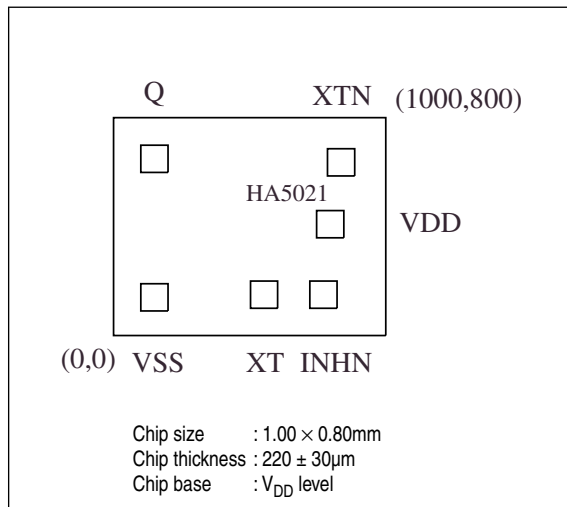 Q XTN (1000,800)
HA5021
VDD
(0,0) VSS XT INHN
Chip size : 1.00 × 0.80mm
Chip thickness : 220 ± 30µm
Chip base : VDD level